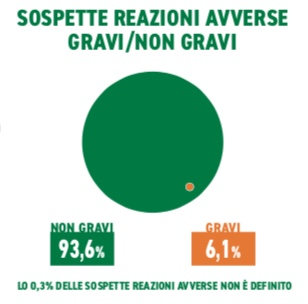 SOSPETTE REAZIONI AVVERSE
GRAVI/NON GRAVI
NON GRAVI
93,6%
GRAVI
6,1%
LO 0,3% DELLE SOSPETTE REAZIONI AVVERSE NON È DEFINITO